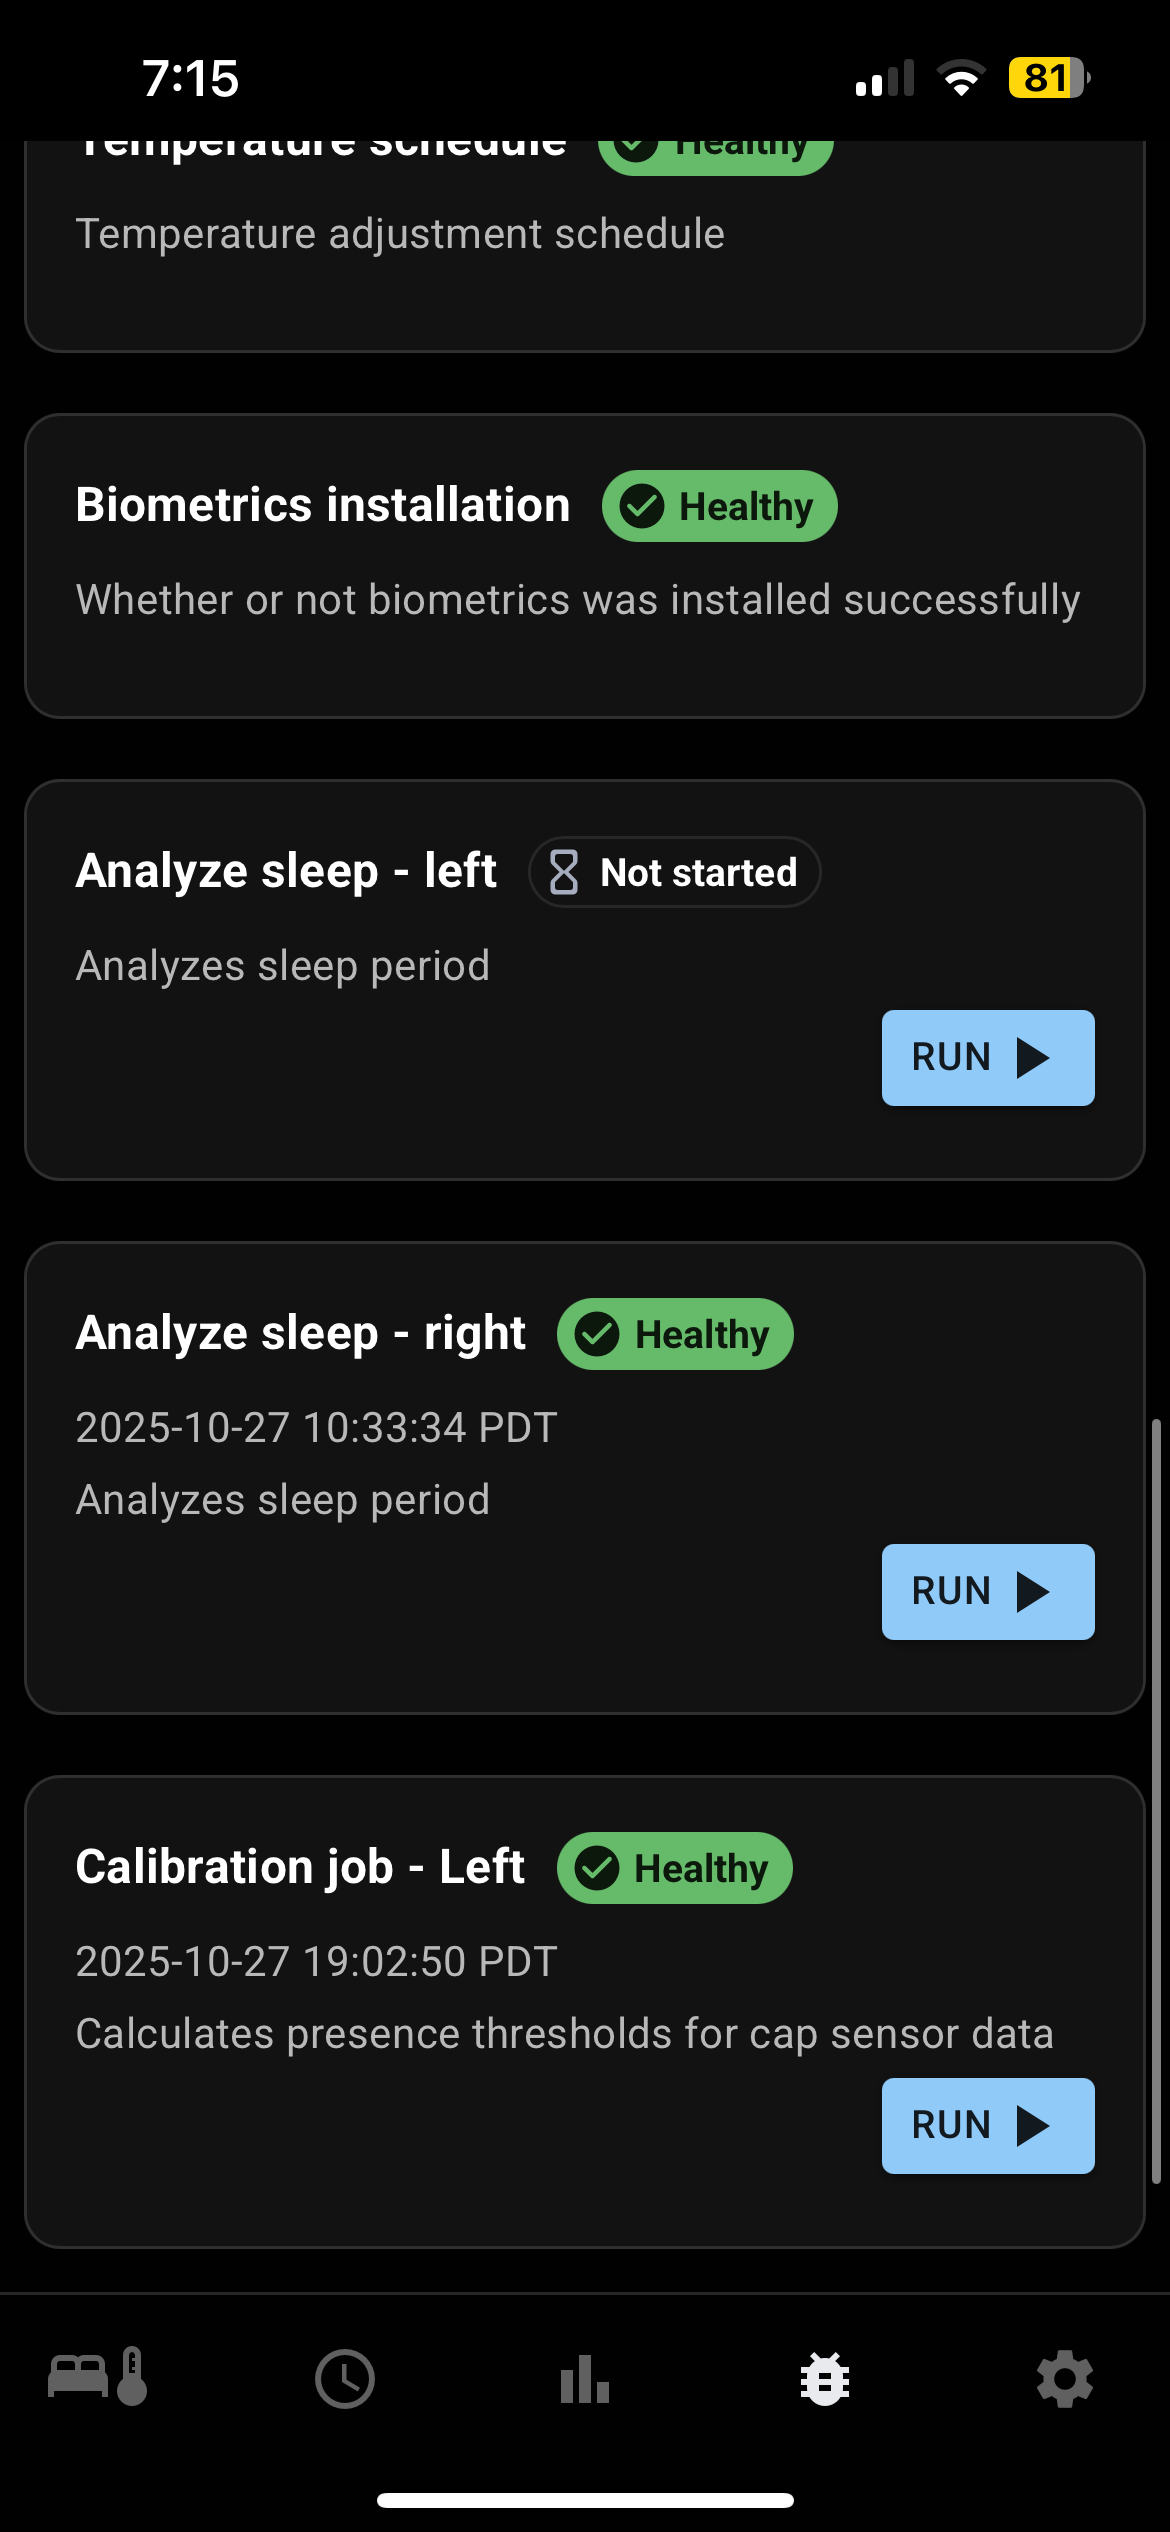 7:15
81
Temperature schedule
Healthy
Temperature adjustment schedule
Biometrics installation
Healthy
Whether or not biometrics was installed successfully
Analyze sleep - left
Not started
Analyzes sleep period
RUN
Analyze sleep - right
Healthy
2025-10-27 10:33:34 PDT
Analyzes sleep period
RUN
Calibration job - Left
Healthy
2025-10-27 19:02:50 PDT
Calculates presence thresholds for cap sensor data
RUN